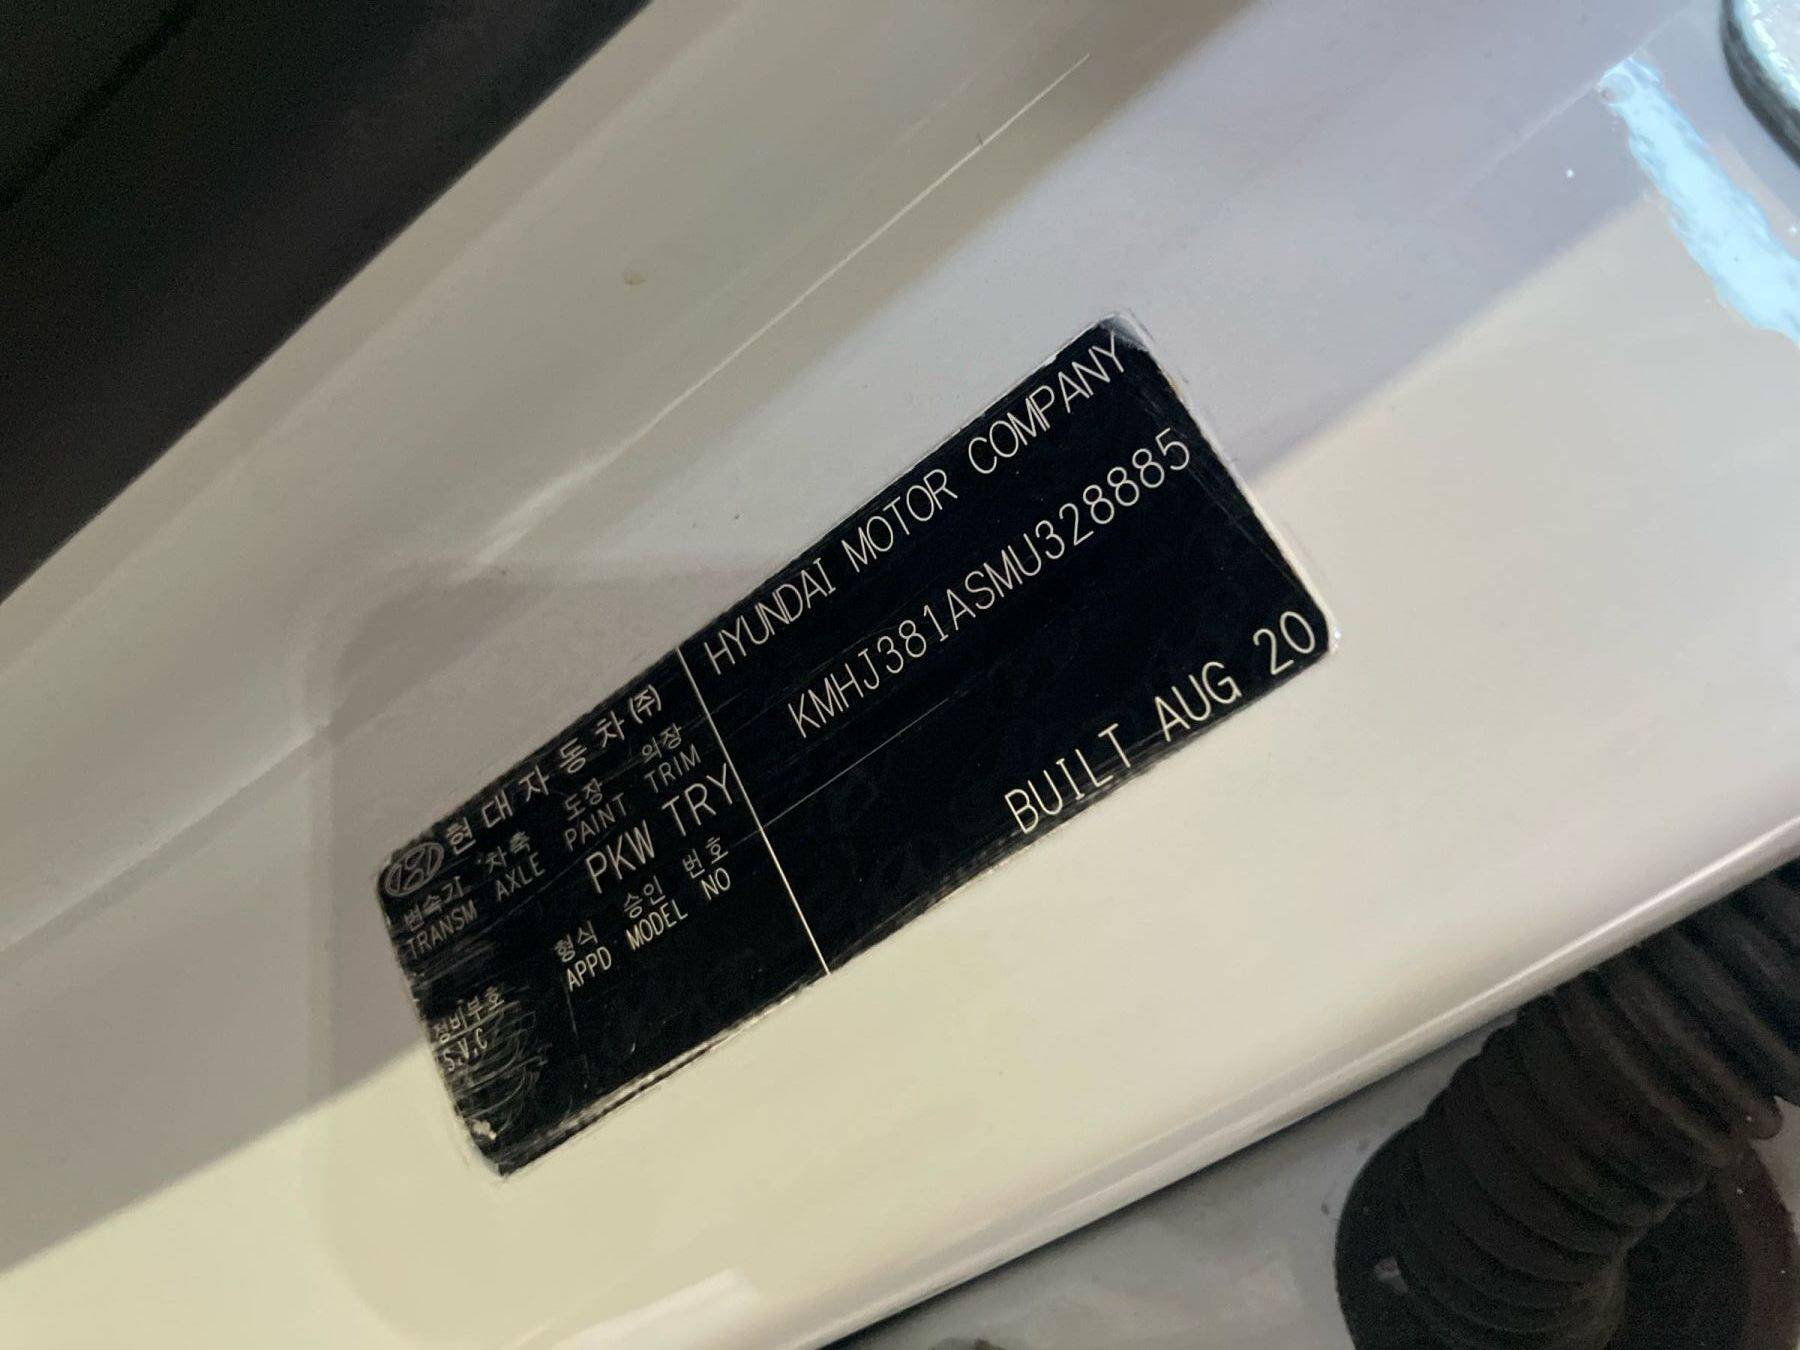 현대자동차(주)
변속기 차축 도장 의장
TRANSM AXLE PAINT TRIM
PKW TRY
형식 승인 번호
APPD MODEL NO
정비부호
S.V.C
HYUNDAI MOTOR COMPANY
KMHJ381ASMU328885
BUILT AUG 20